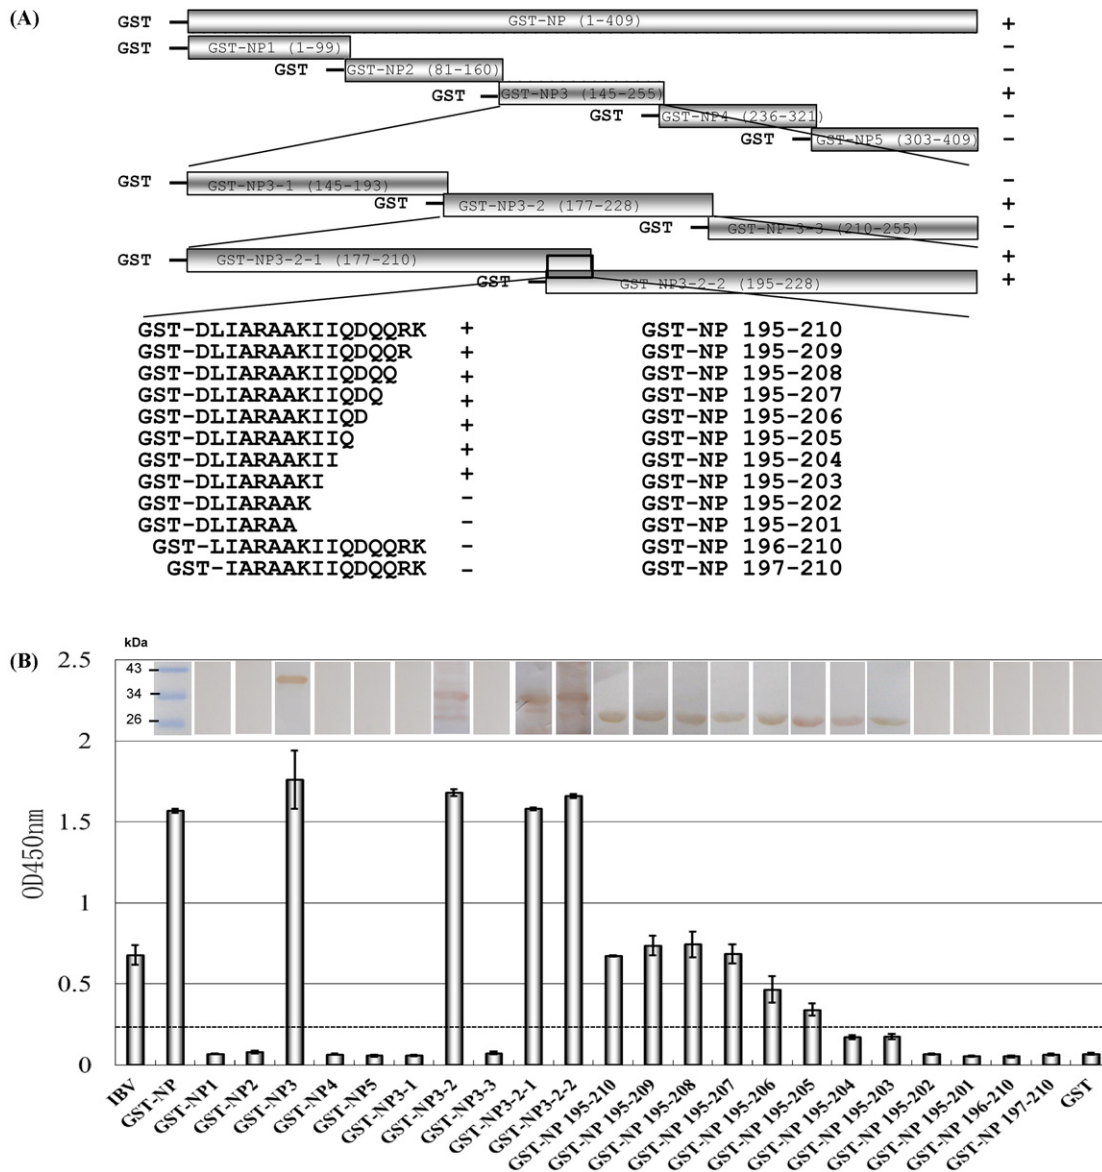 (A)
GST GST-NP (1-409) +
GST GST-NP1 (1-99) -
GST GST-NP2 (81-160) -
GST GST-NP3 (145-255) +
GST GST-NP4 (236-321) -
GST GST-NP5 (303-409) -
GST GST-NP3-1 (145-193) -
GST GST-NP3-2 (177-228) +
GST GST-NP-3-3 (210-255) -
GST GST-NP3-2-1 (177-210) +
GST GST-NP3-2-2 (195-228) +
GST-DLIARAAKIIQDQQRK + GST-NP 195-210
GST-DLIARAAKIIQDQQR + GST-NP 195-209
GST-DLIARAAKIIQDQQ + GST-NP 195-208
GST-DLIARAAKIIQDQ + GST-NP 195-207
GST-DLIARAAKIIQD + GST-NP 195-206
GST-DLIARAAKIIQ + GST-NP 195-205
GST-DLIARAAKII + GST-NP 195-204
GST-DLIARAAKI GST-NP 195-203
GST-DLIARAAK - GST-NP 195-202
GST-DLIARAA - GST-NP 195-201
GST-LIARAAKIIQDQQRK - GST-NP 196-210
GST-IARAAKIIQDQQRK - GST-NP 197-210
(B)
kDa
43
34
26
2.5
2
1.5
1
0.5
0
OD450nm
IBV
GST-NP
GST-NP1
GST-NP2
GST-NP3
GST-NP4
GST-NP5
GST-NP3-1
GST-NP3-2
GST-NP3-3
GST-NP3-2-1
GST-NP3-2-2
GST-NP 195-210
GST-NP 195-209
GST-NP 195-208
GST-NP 195-207
GST-NP 195-206
GST-NP 195-205
GST-NP 195-204
GST-NP 195-203
GST-NP 195-202
GST-NP 195-201
GST-NP 196-210
GST-NP 197-210
GST